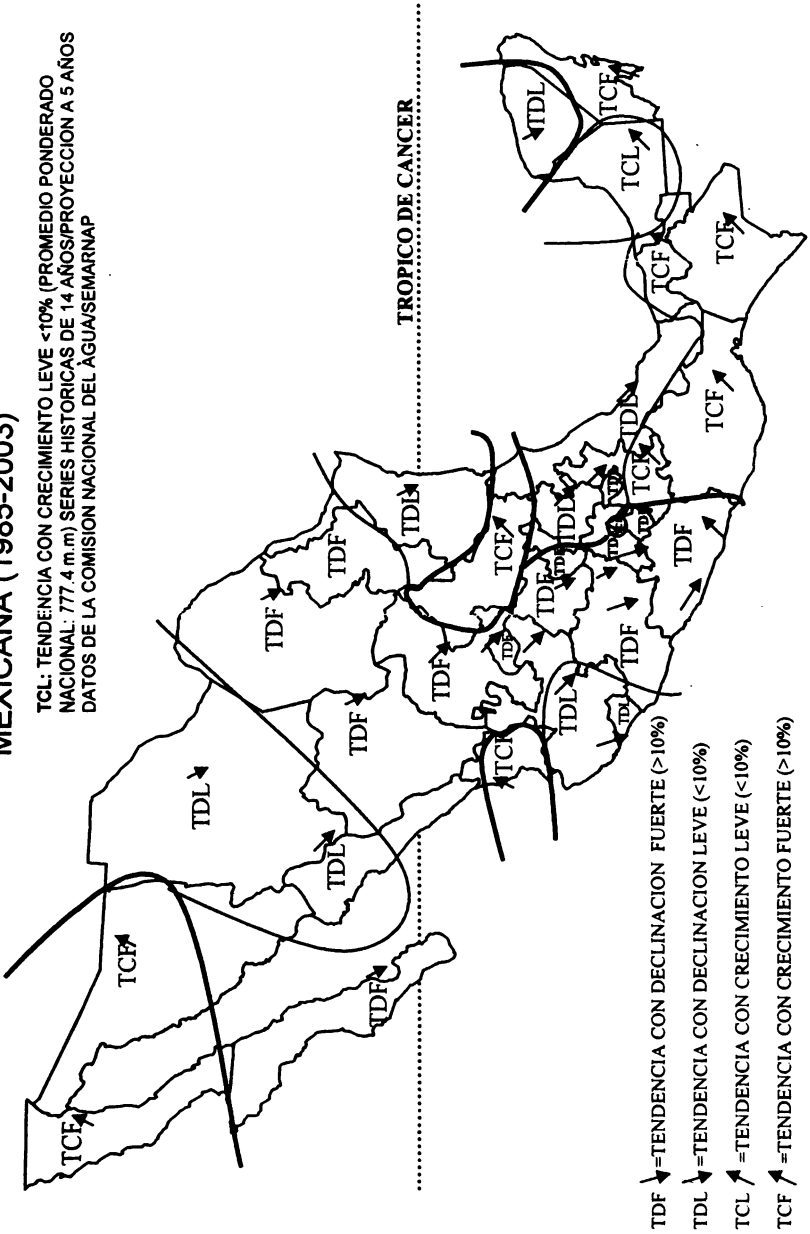 MEXICANA (1985-2003)
TCL: TENDENCIA CON CRECIMIENTO LEVE <10% (PROMEDIO PONDERADO
NACIONAL: 777.4 m.m) SERIES HISTORICAS DE 14 AÑOS/PROYECCION A 5 AÑOS
DATOS DE LA COMISION NACIONAL DEL AGUA/SEMARNAP
TCF
TCF
TDL
TDF
TDF
TDL
TDF
TDF
TROPICO DE CANCER
TDL
TDF
TCF
TCF
TDF
TDL
TDF
TDF
TDL
TDL
TCF
TDL
TDF
TDL
TCL
TCF
TCF
TDF
TCF
TCF
TDF =TENDENCIA CON DECLINACION FUERTE (>10%)
TDL =TENDENCIA CON DECLINACION LEVE (<10%)
TCL =TENDENCIA CON CRECIMIENTO LEVE (<10%)
TCF =TENDENCIA CON CRECIMIENTO FUERTE (>10%)